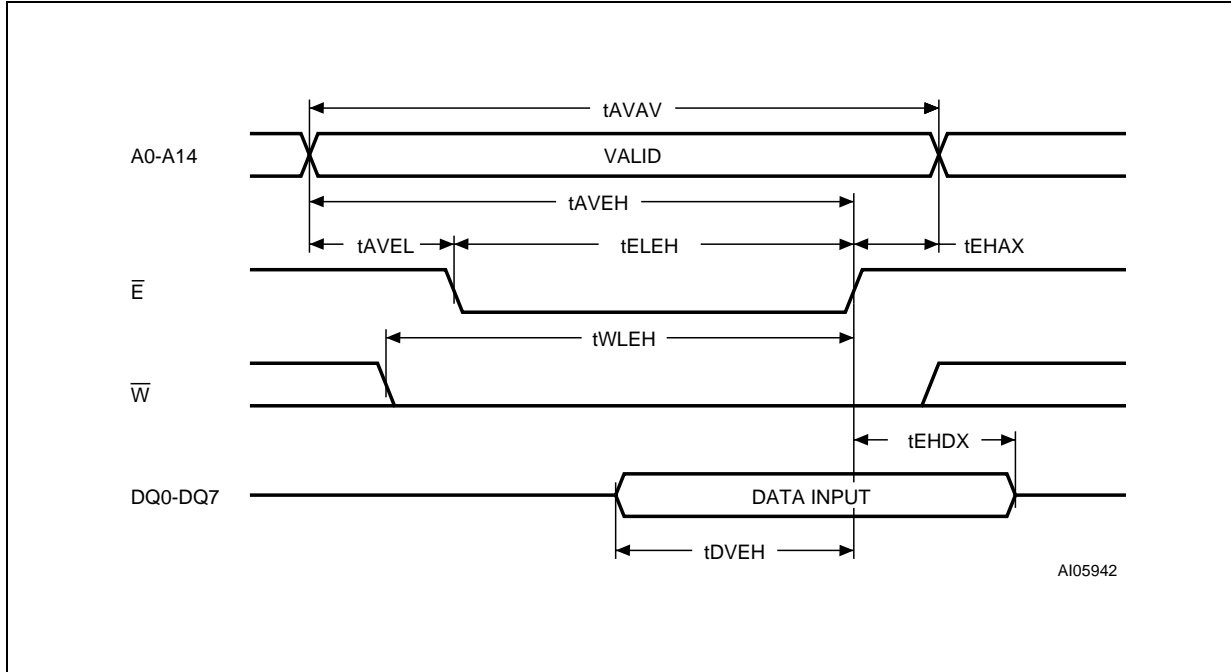 tAVAV
A0-A14 VALID
tAVEH
tAVEL tELEH tEHAX
E̅
tWLEH
W̅
tEHDX
DQ0-DQ7 DATA INPUT
tDVEH
AI05942